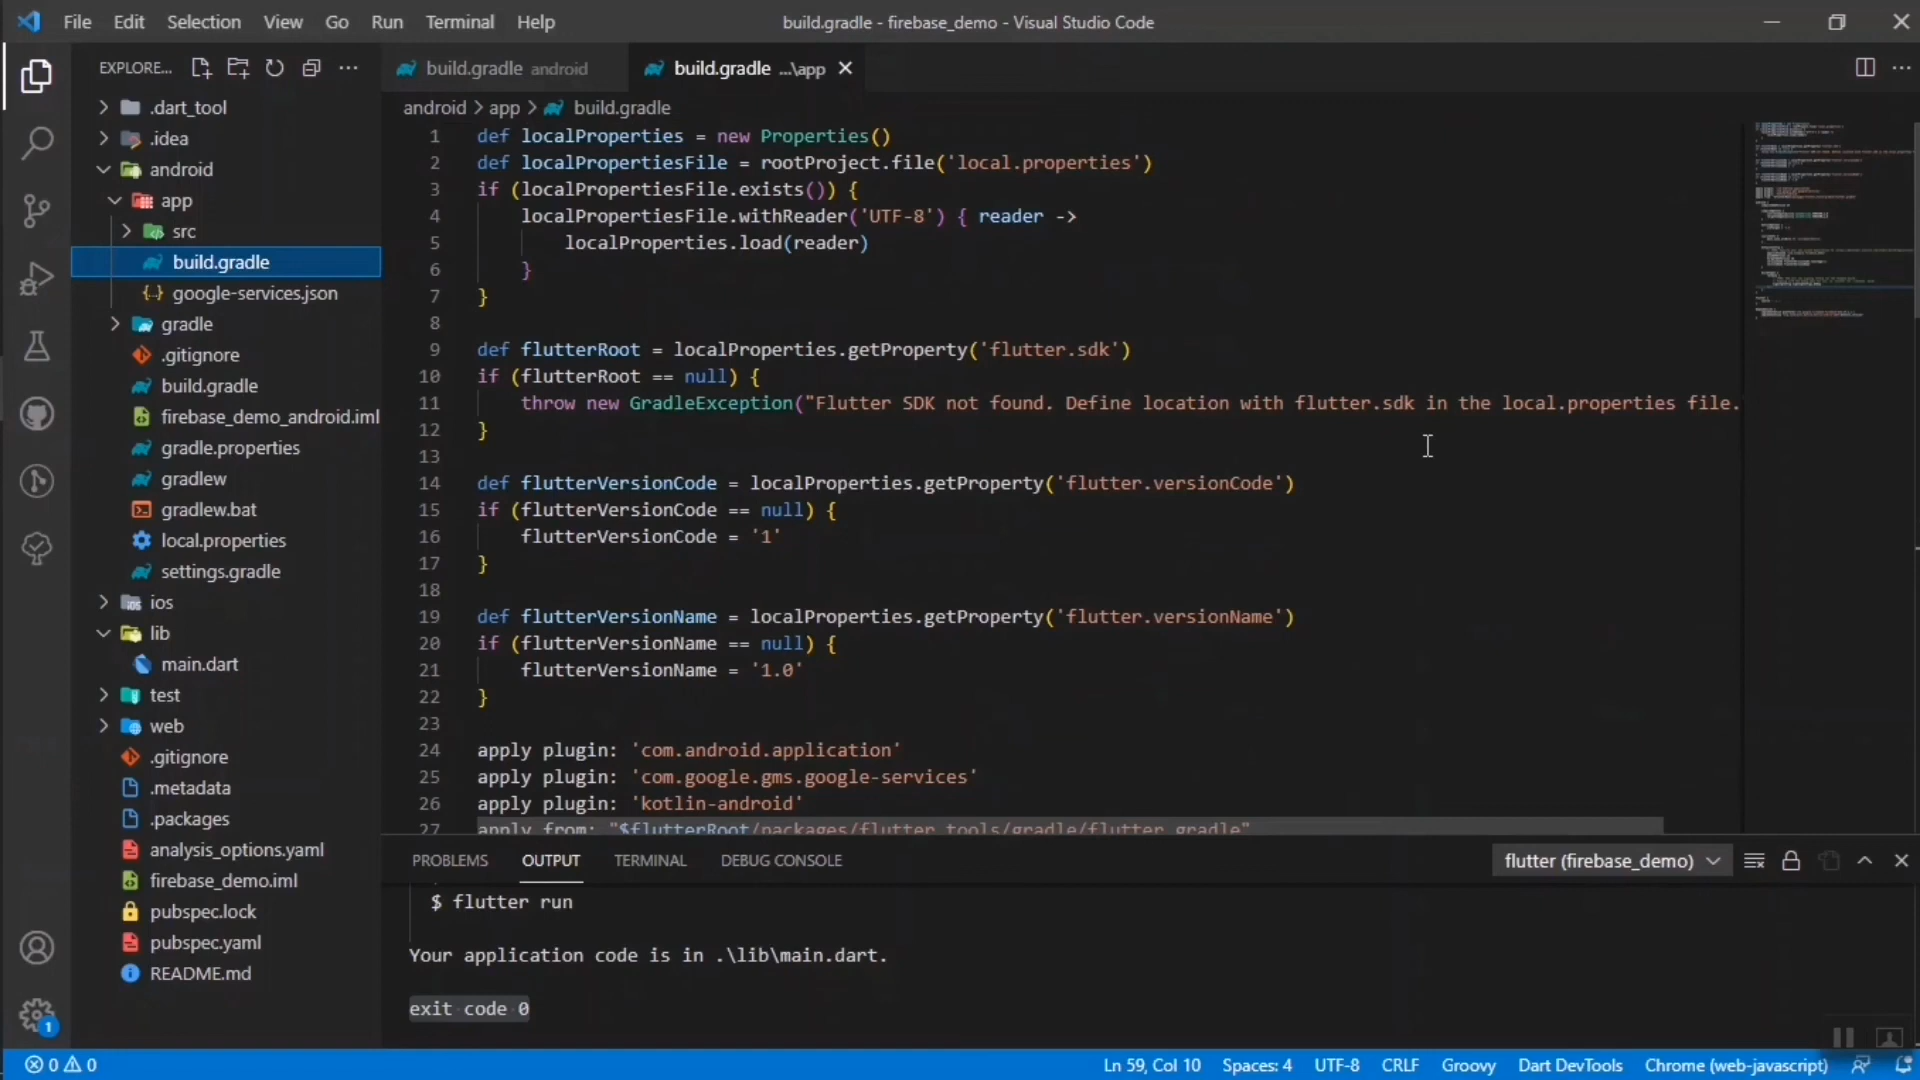 File Edit Selection View Go Run Terminal Help
build.gradle - firebase_demo - Visual Studio Code
EXPLORE...
.dart_tool
.idea
android
app
src
build.gradle
google-services.json
gradle
.gitignore
build.gradle
firebase_demo_android.iml
gradle.properties
gradlew
gradlew.bat
local.properties
settings.gradle
ios
lib
main.dart
test
web
.gitignore
.metadata
.packages
analysis_options.yaml
firebase_demo.iml
pubspec.lock
pubspec.yaml
README.md
1
build.gradle android
build.gradle ...\app
android > app > build.gradle
1 def localProperties = new Properties()
2 def localPropertiesFile = rootProject.file('local.properties')
3 if (localPropertiesFile.exists()) {
4     localPropertiesFile.withReader('UTF-8') { reader ->
5         localProperties.load(reader)
6     }
7 }
8
9 def flutterRoot = localProperties.getProperty('flutter.sdk')
10 if (flutterRoot == null) {
11     throw new GradleException("Flutter SDK not found. Define location with flutter.sdk in the local.properties file.
12 }
13
14 def flutterVersionCode = localProperties.getProperty('flutter.versionCode')
15 if (flutterVersionCode == null) {
16     flutterVersionCode = '1'
17 }
18
19 def flutterVersionName = localProperties.getProperty('flutter.versionName')
20 if (flutterVersionName == null) {
21     flutterVersionName = '1.0'
22 }
23
24 apply plugin: 'com.android.application'
25 apply plugin: 'com.google.gms.google-services'
26 apply plugin: 'kotlin-android'
27 apply from: "$flutterRoot/packages/flutter_tools/gradle/flutter.gradle"
PROBLEMS OUTPUT TERMINAL DEBUG CONSOLE
flutter (firebase_demo)
$ flutter run
Your application code is in .\lib\main.dart.
exit code 0
0 0
Ln 59, Col 10 Spaces: 4 UTF-8 CRLF Groovy Dart DevTools Chrome (web-javascript)